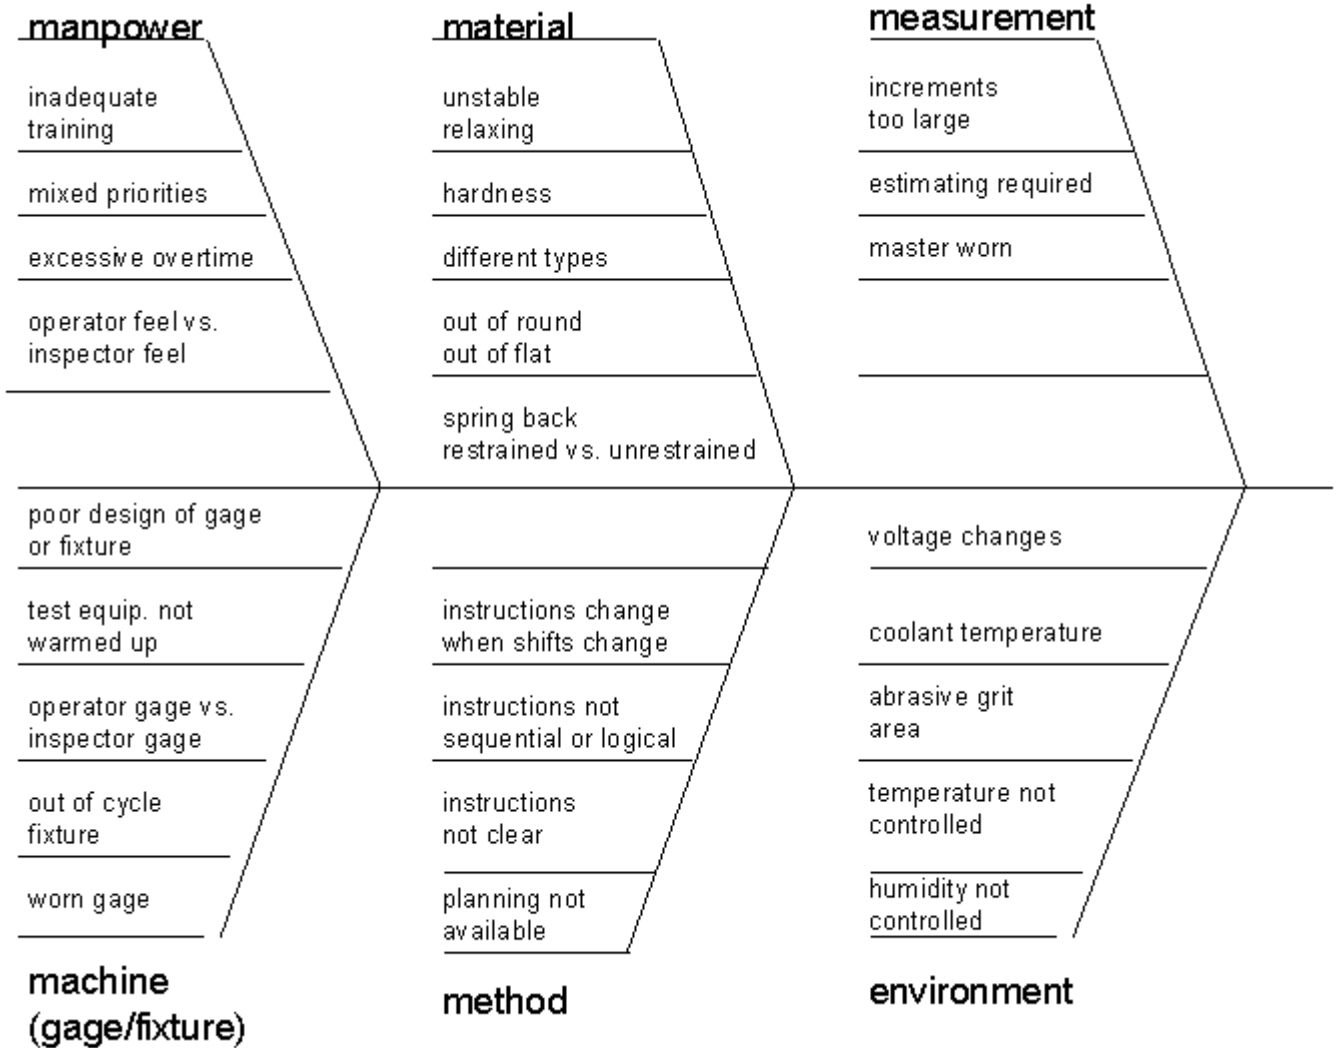 manpower
inadequate
training
mixed priorities
excessive overtime
operator feel vs.
inspector feel
material
unstable
relaxing
hardness
different types
out of round
out of flat
spring back
restrained vs. unrestrained
measurement
increments
too large
estimating required
master worn
poor design of gage
or fixture
test equip. not
warmed up
operator gage vs.
inspector gage
out of cycle
fixture
worn gage
machine
(gage/fixture)
instructions change
when shifts change
instructions not
sequential or logical
instructions
not clear
planning not
available
method
voltage changes
coolant temperature
abrasive grit
area
temperature not
controlled
humidity not
controlled
environment